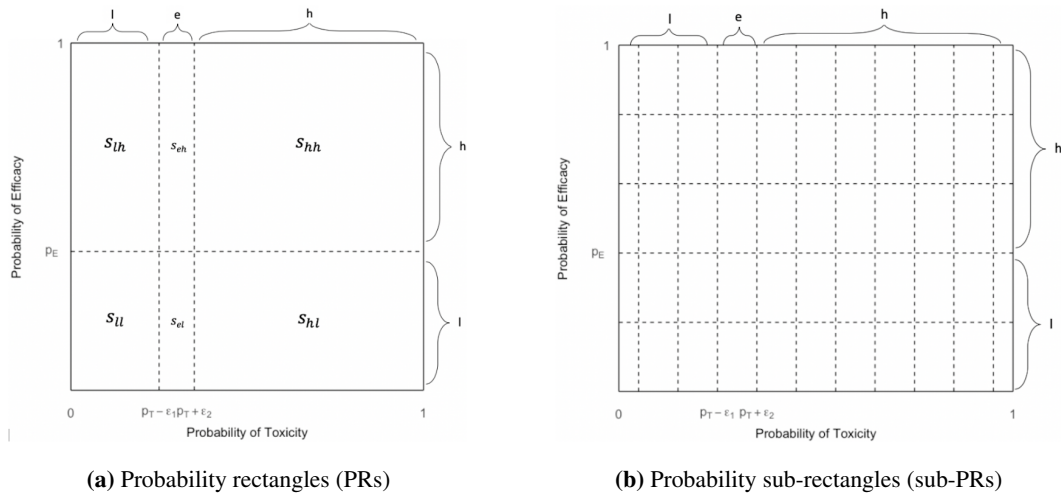 l e h
1
Probability of Efficacy
s_lh s_eh s_hh
h
p_E
s_ll s_el s_hl
l
0 p_T − ε_1 p_T + ε_2 1
Probability of Toxicity
(a) Probability rectangles (PRs)
l e h
1
Probability of Efficacy
h
p_E
l
0 p_T − ε_1 p_T + ε_2 1
Probability of Toxicity
(b) Probability sub-rectangles (sub-PRs)